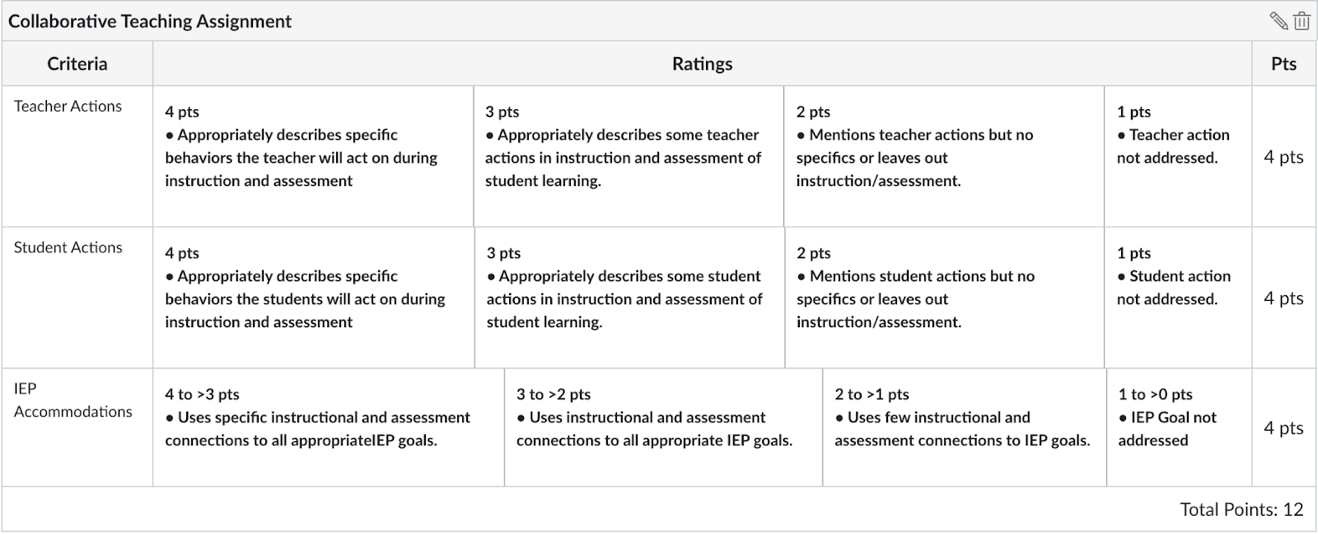 Collaborative Teaching Assignment
Criteria
Ratings
Pts
Teacher Actions
4 pts
● Appropriately describes specific
behaviors the teacher will act on during
instruction and assessment
3 pts
● Appropriately describes some teacher
actions in instruction and assessment of
student learning.
2 pts
● Mentions teacher actions but no
specifics or leaves out
instruction/assessment.
1 pts
● Teacher action
not addressed.
4 pts
Student Actions
4 pts
● Appropriately describes specific
behaviors the students will act on during
instruction and assessment
3 pts
● Appropriately describes some student
actions in instruction and assessment of
student learning.
2 pts
● Mentions student actions but no
specifics or leaves out
instruction/assessment.
1 pts
● Student action
not addressed.
4 pts
IEP
Accommodations
4 to >3 pts
● Uses specific instructional and assessment
connections to all appropriateIEP goals.
3 to >2 pts
● Uses instructional and assessment
connections to all appropriate IEP goals.
2 to >1 pts
● Uses few instructional and
assessment connections to IEP goals.
1 to >0 pts
● IEP Goal not
addressed
4 pts
Total Points: 12